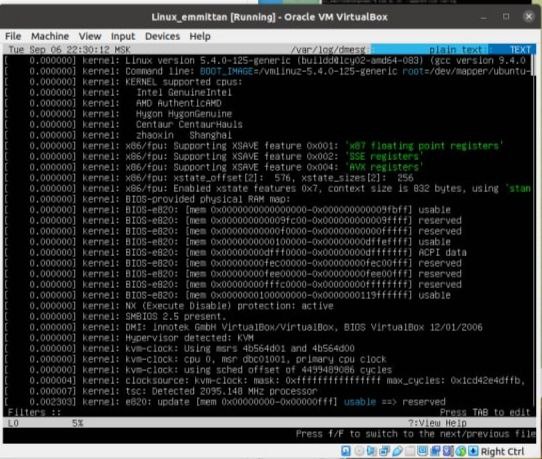 Linux_emmittan [Running] - Oracle VM VirtualBox
File Machine View Input Devices Help
Tue Sep 06 22:30:12 MSK /var/log/dmesg plain text TEXT
[ 0.000000] kernel: Linux version 5.4.0-125-generic (buildd@lcy02-amd64-083) (gcc version 9.4.0
[ 0.000000] kernel: Command line: BOOT_IMAGE=/vmlinuz-5.4.0-125-generic root=/dev/mapper/ubuntu-
[ 0.000000] kernel: KERNEL supported cpus:
[ 0.000000] kernel: Intel GenuineIntel
[ 0.000000] kernel: AMD AuthenticAMD
[ 0.000000] kernel: Hygon HygonGenuine
[ 0.000000] kernel: Centaur CentaurHauls
[ 0.000000] kernel: zhaoxin Shanghai
[ 0.000000] kernel: x86/fpu: Supporting XSAVE feature 0x001: 'x87 floating point registers'
[ 0.000000] kernel: x86/fpu: Supporting XSAVE feature 0x002: 'SSE registers'
[ 0.000000] kernel: x86/fpu: Supporting XSAVE feature 0x004: 'AVX registers'
[ 0.000000] kernel: x86/fpu: xstate_offset[2]: 576, xstate_sizes[2]: 256
[ 0.000000] kernel: x86/fpu: Enabled xstate features 0x7, context size is 832 bytes, using 'stan
[ 0.000000] kernel: BIOS-provided physical RAM map:
[ 0.000000] kernel: BIOS-e820: [mem 0x0000000000000000-0x000000000009fbff] usable
[ 0.000000] kernel: BIOS-e820: [mem 0x000000000009fc00-0x000000000009ffff] reserved
[ 0.000000] kernel: BIOS-e820: [mem 0x00000000000f0000-0x00000000000fffff] reserved
[ 0.000000] kernel: BIOS-e820: [mem 0x0000000000100000-0x00000000dffeffff] usable
[ 0.000000] kernel: BIOS-e820: [mem 0x00000000dfff0000-0x00000000dfffffff] ACPI data
[ 0.000000] kernel: BIOS-e820: [mem 0x00000000fec00000-0x00000000fec00fff] reserved
[ 0.000000] kernel: BIOS-e820: [mem 0x00000000fee00000-0x00000000fee00fff] reserved
[ 0.000000] kernel: BIOS-e820: [mem 0x00000000fffc0000-0x00000000ffffffff] reserved
[ 0.000000] kernel: BIOS-e820: [mem 0x0000000100000000-0x0000000119ffffff] usable
[ 0.000000] kernel: NX (Execute Disable) protection: active
[ 0.000000] kernel: SMBIOS 2.5 present.
[ 0.000000] kernel: DMI: innotek GmbH VirtualBox/VirtualBox, BIOS VirtualBox 12/01/2006
[ 0.000000] kernel: Hypervisor detected: KVM
[ 0.000000] kernel: kvm-clock: Using msrs 4b564d01 and 4b564d00
[ 0.000000] kernel: kvm-clock: cpu 0, msr dbc01001, primary cpu clock
[ 0.000000] kernel: kvm-clock: using sched offset of 4499489086 cycles
[ 0.000004] kernel: clocksource: kvm-clock: mask: 0xffffffffffffffff max_cycles: 0x1cd42e4dffb,
[ 0.000007] kernel: tsc: Detected 2095.148 MHz processor
[ 0.002303] kernel: e820: update [mem 0x00000000-0x00000fff] usable ==> reserved
Filters :: Press TAB to edit
L0 5% ?:View Help
Press f/F to switch to the next/previous file
Right Ctrl